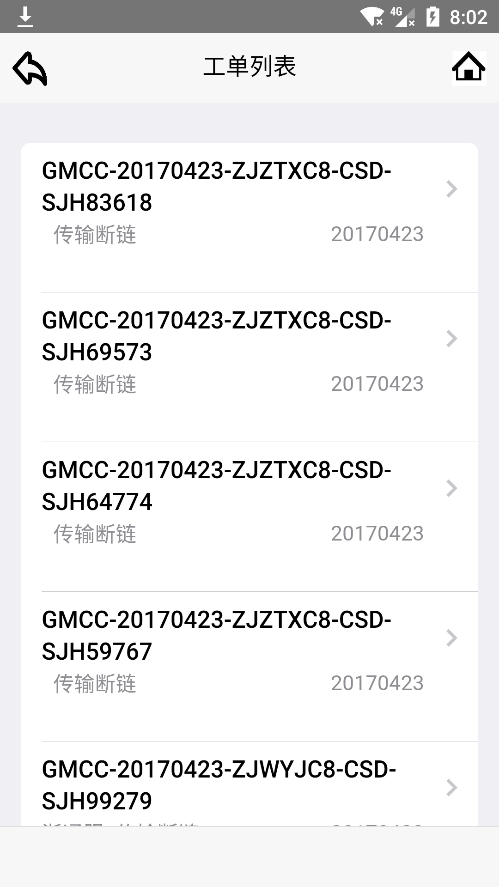 4G 8:02
工单列表
GMCC-20170423-ZJZTXC8-CSD-
SJH83618
传输断链 20170423
GMCC-20170423-ZJZTXC8-CSD-
SJH69573
传输断链 20170423
GMCC-20170423-ZJZTXC8-CSD-
SJH64774
传输断链 20170423
GMCC-20170423-ZJZTXC8-CSD-
SJH59767
传输断链 20170423
GMCC-20170423-ZJWYJC8-CSD-
SJH99279